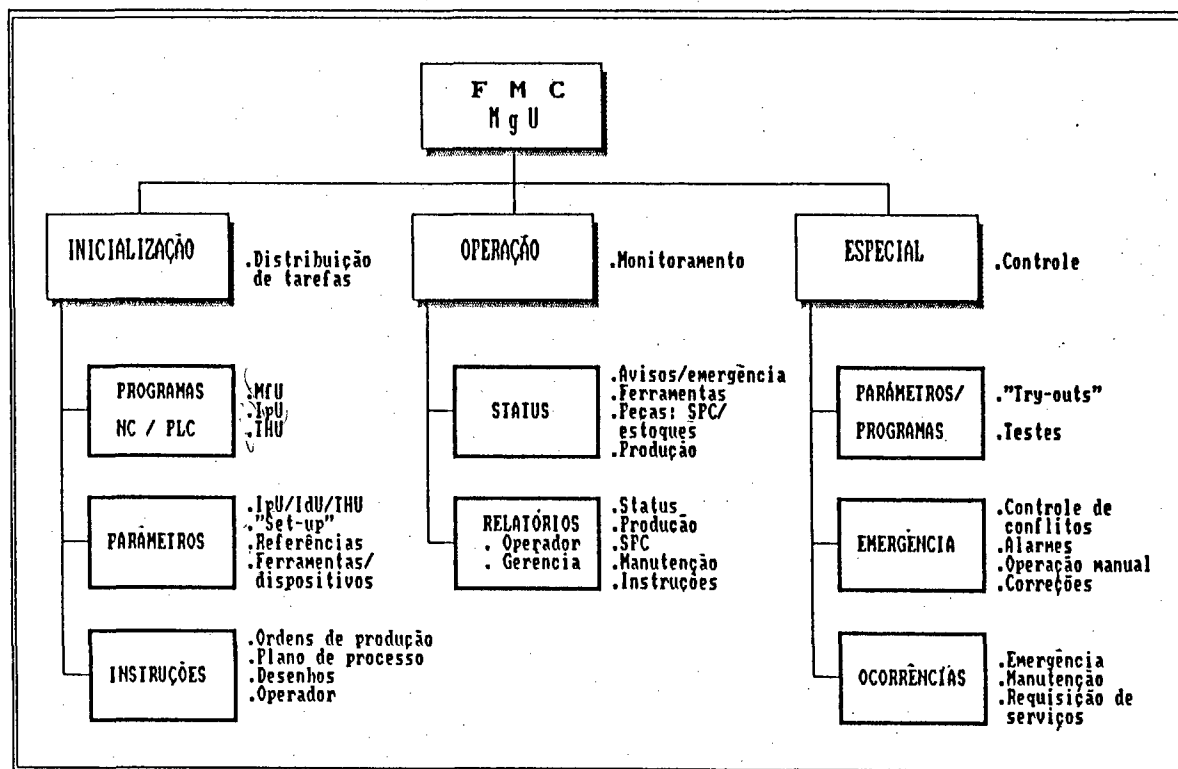 F M C
MgU
INICIALIZAÇÃO
.Distribuição
de tarefas
OPERAÇÃO
.Monitoramento
ESPECIAL
.Controle
PROGRAMAS
NC / PLC
.MfU
.IpU
.THU
STATUS
.Avisos/emergência
.Ferramentas
.Peças: SPC/
estoques
.Produção
PARÂMETROS/
PROGRAMAS
."Try-outs"
.Testes
PARÂMETROS
.IpU/IdU/THU
."Set-up"
.Referências
.Ferramentas/
dispositivos
RELATÓRIOS
. Operador
. Gerência
.Status
.Produção
.SPC
.Manutenção
.Instruções
EMERGÊNCIA
.Controle de
conflitos
.Alarmes
.Operação manual
.Correções
INSTRUÇÕES
.Ordens de produção
.Plano de processo
.Desenhos
.Operador
OCORRÊNCIAS
.Emergência
.Manutenção
.Requisição de
serviços